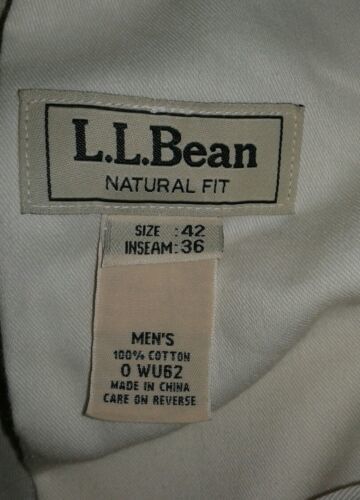 L.L.Bean
NATURAL FIT
SIZE :42
INSEAM:36
MEN'S
100% COTTON
0 WU62
MADE IN CHINA
CARE ON REVERSE